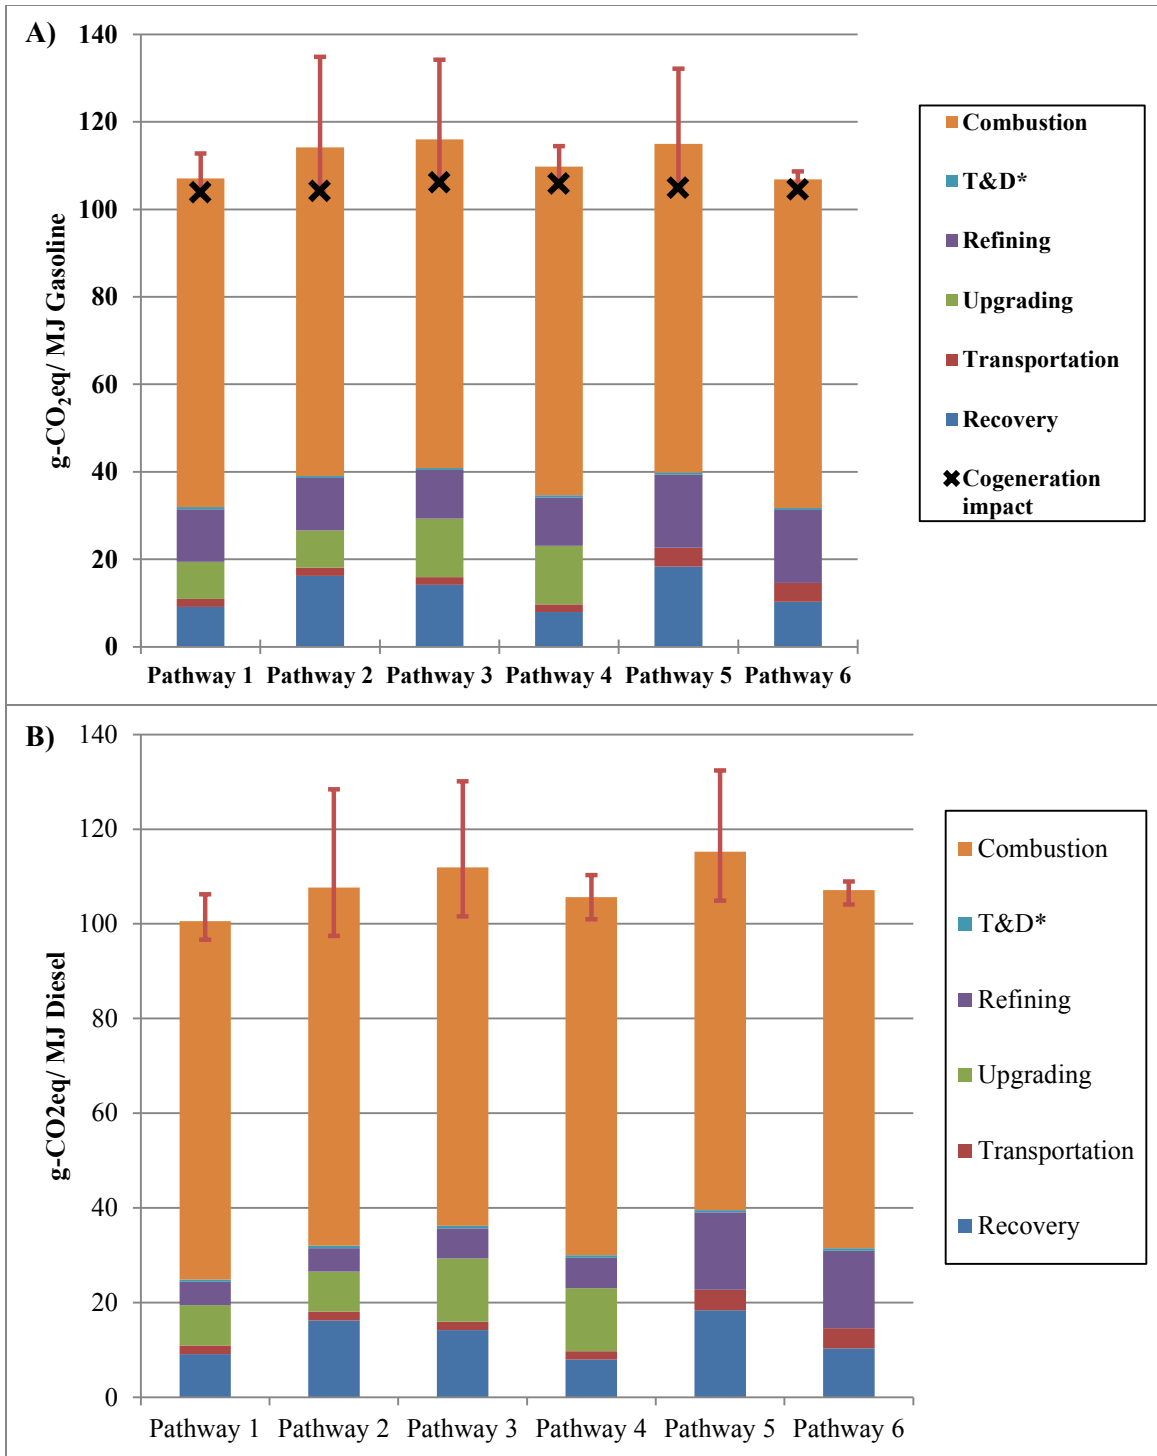 A)
g-CO2eq/ MJ Gasoline
140
120
100
80
60
40
20
0
Pathway 1
Pathway 2
Pathway 3
Pathway 4
Pathway 5
Pathway 6
Combustion
T&D*
Refining
Upgrading
Transportation
Recovery
Cogeneration
impact
B)
g-CO2eq/ MJ Diesel
140
120
100
80
60
40
20
0
Pathway 1
Pathway 2
Pathway 3
Pathway 4
Pathway 5
Pathway 6
Combustion
T&D*
Refining
Upgrading
Transportation
Recovery